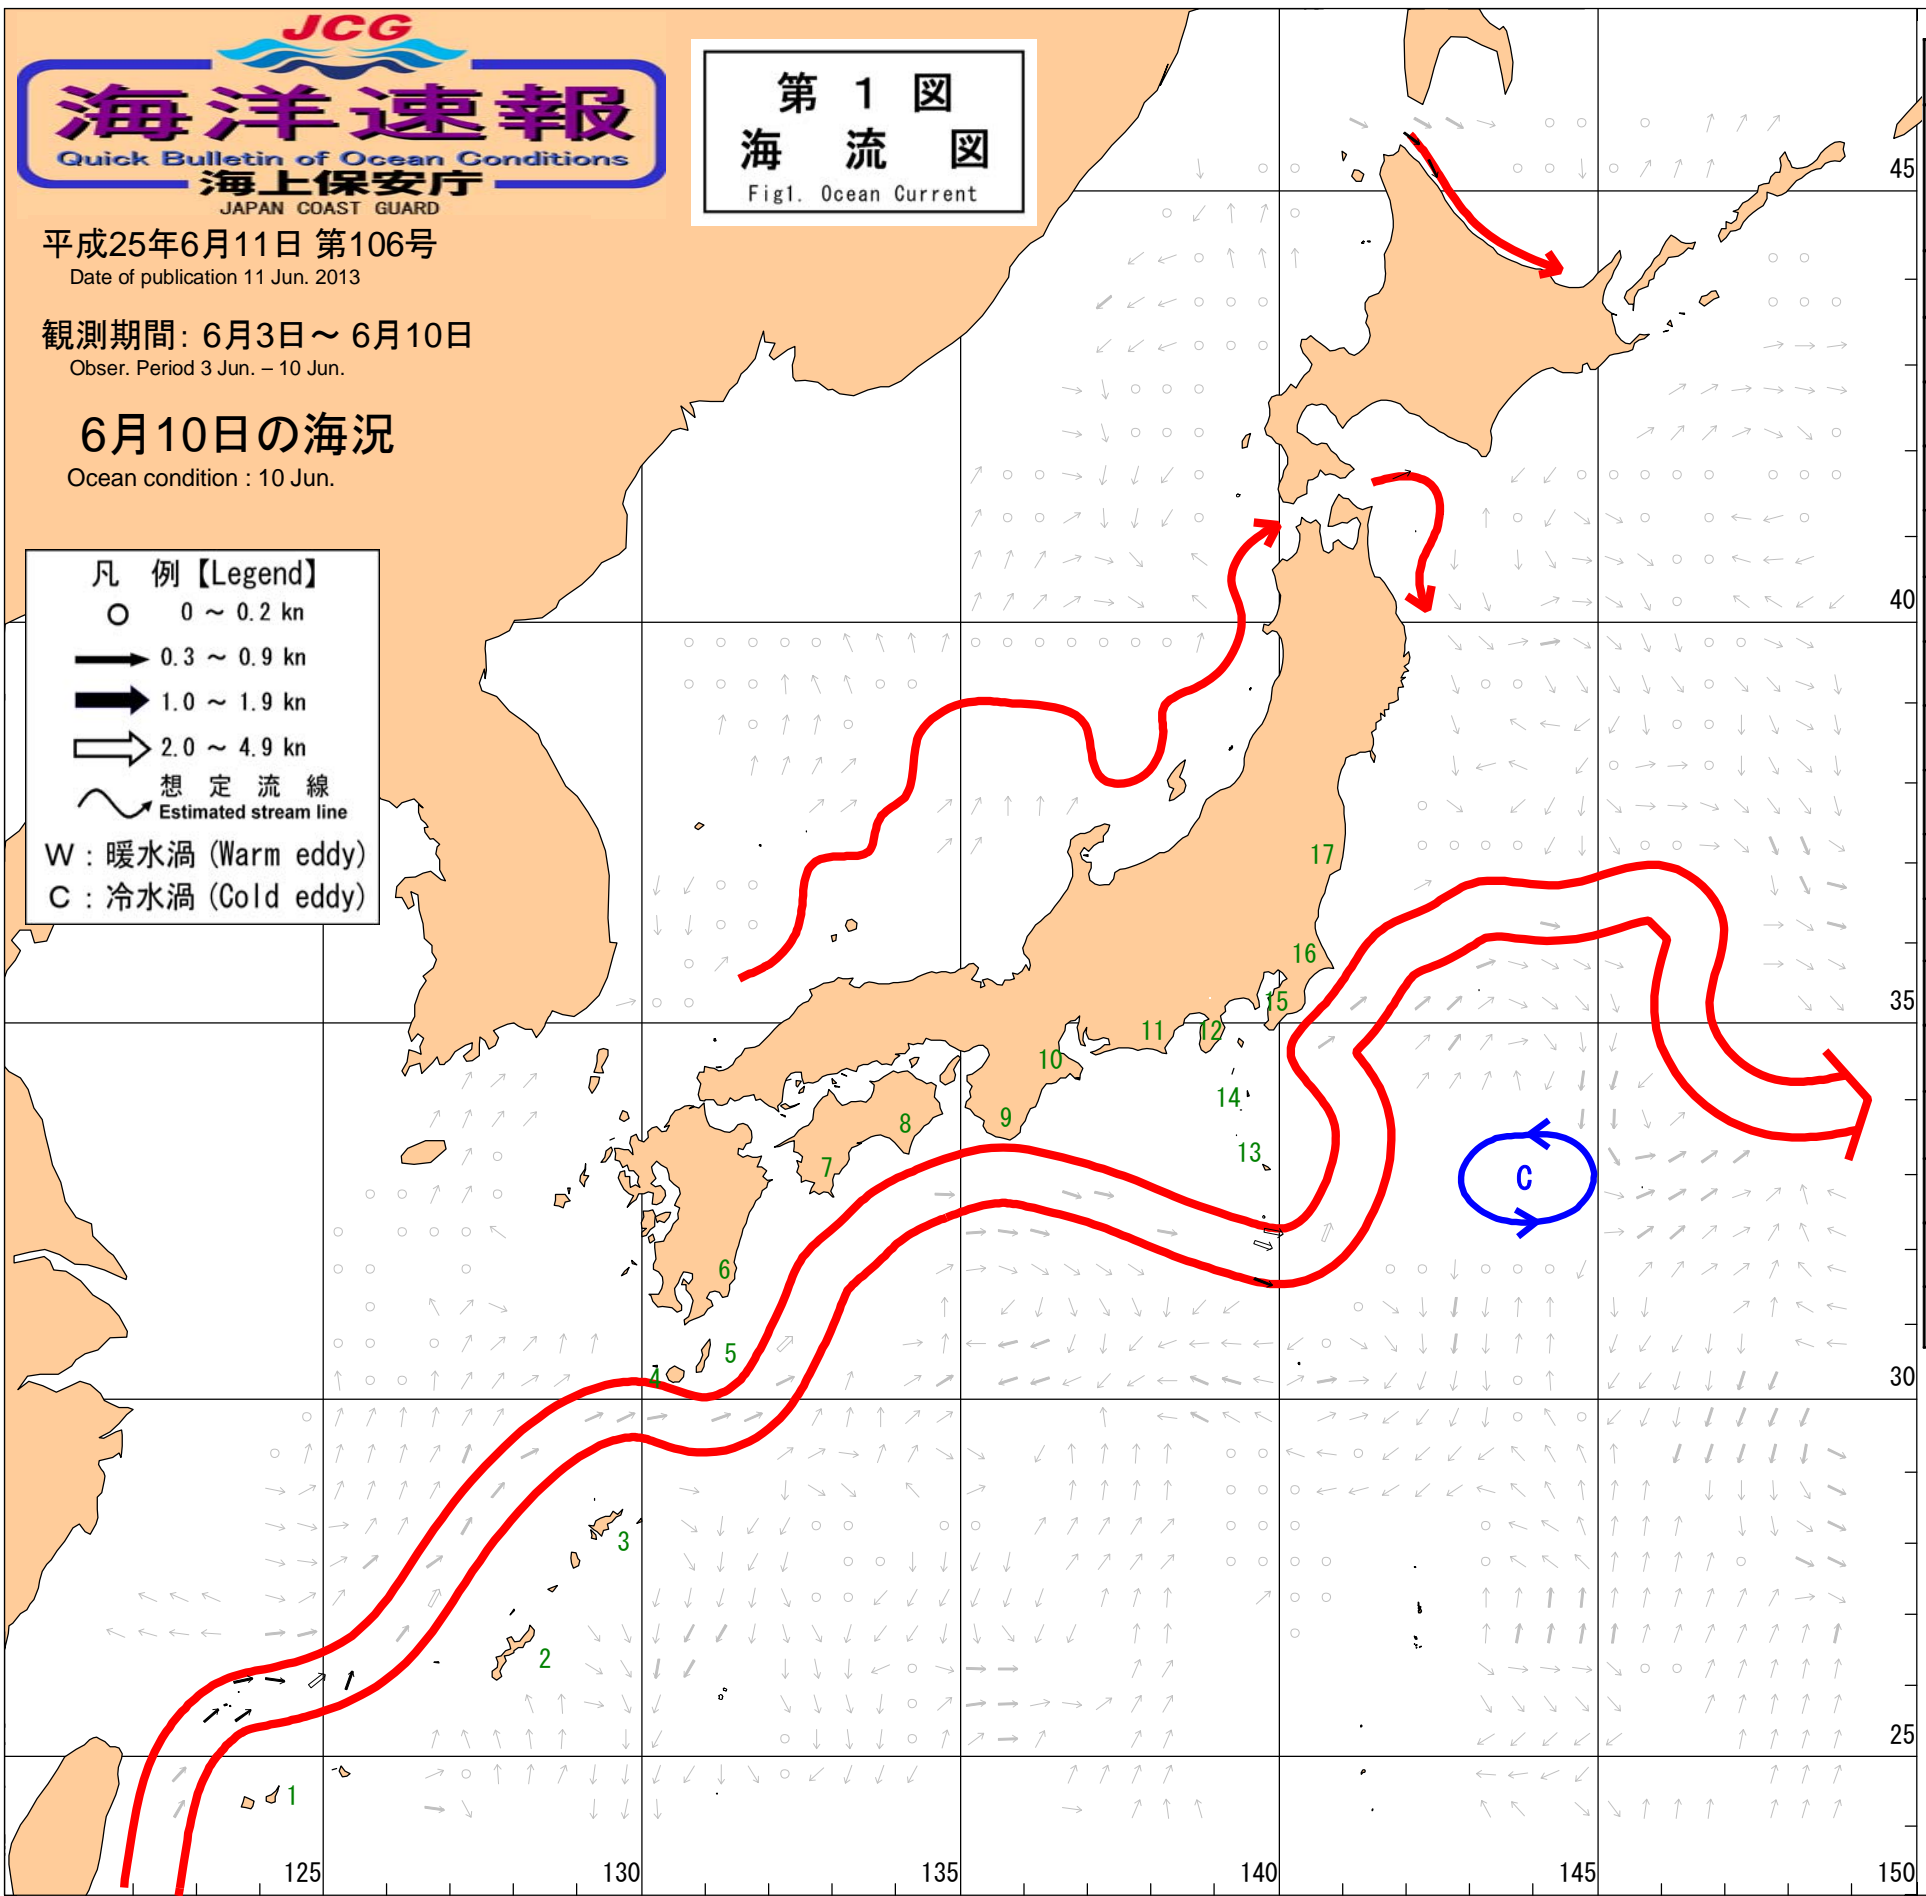 JCG
海洋速報
Quick Bulletin of Ocean Conditions
海上保安庁
JAPAN COAST GUARD
第 1 図
海 流 図
Fig1. Ocean Current
平成25年6月11日 第106号
Date of publication 11 Jun. 2013
観測期間: 6月3日～ 6月10日
Obser. Period 3 Jun. – 10 Jun.
6月10日の海況
Ocean condition : 10 Jun.
凡 例【Legend】
0 ～ 0.2 kn
0.3 ～ 0.9 kn
1.0 ～ 1.9 kn
2.0 ～ 4.9 kn
想 定 流 線
Estimated stream line
W : 暖水渦 (Warm eddy)
C : 冷水渦 (Cold eddy)
45
40
35
30
25
17
16
15
12
11
10
14
9
8
13
7
C
6
5
4
3
2
1
125
130
135
140
145
150